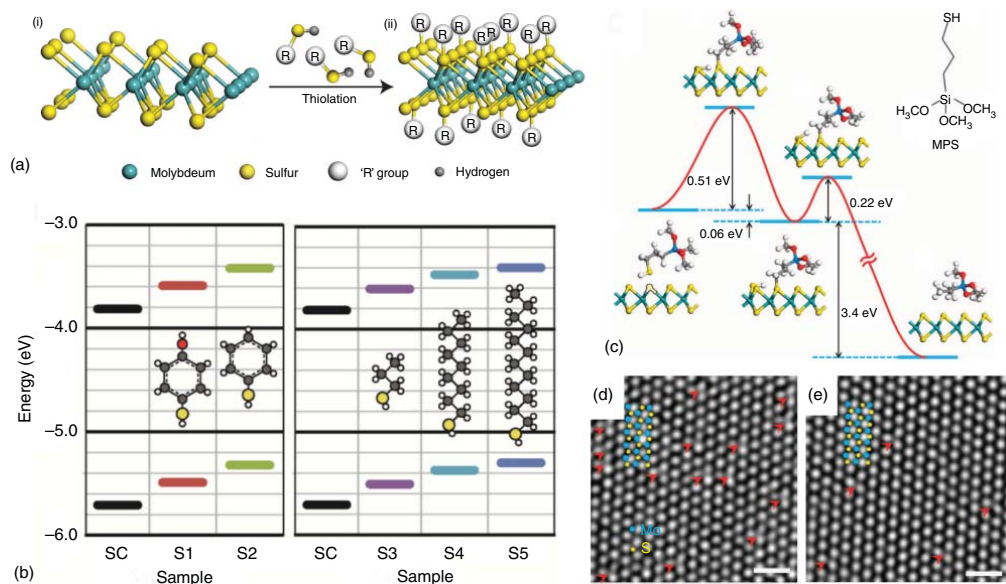 (i)
(ii)
R R R R R
R
R
R
Thiolation
R R R R
(a)
Molybdeum Sulfur 'R' group Hydrogen
−3.0
−4.0
−5.0
−6.0
Energy (eV)
SC S1 S2
Sample
SC S3 S4 S5
Sample
(b)
C
SH
Si
H₃CO
OCH₃
OCH₃
MPS
0.51 eV
0.06 eV
0.22 eV
3.4 eV
(c)
(d)
Mo
S
(e)